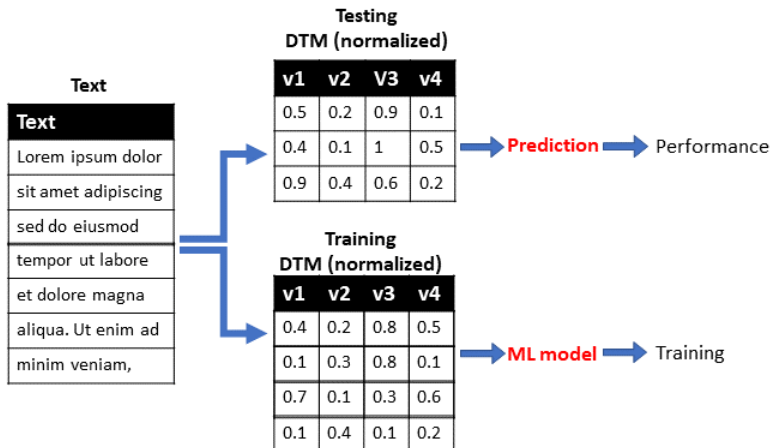 Testing
DTM (normalized)
v1 v2 V3 v4
0.5 0.2 0.9 0.1
0.4 0.1 1 0.5
0.9 0.4 0.6 0.2
Prediction
Performance
Text
Text
Lorem ipsum dolor
sit amet adipiscing
sed do eiusmod
tempor ut labore
et dolore magna
aliqua. Ut enim ad
minim veniam,
Training
DTM (normalized)
v1 v2 v3 v4
0.4 0.2 0.8 0.5
0.1 0.3 0.8 0.1
0.7 0.1 0.3 0.6
0.1 0.4 0.1 0.2
ML model
Training